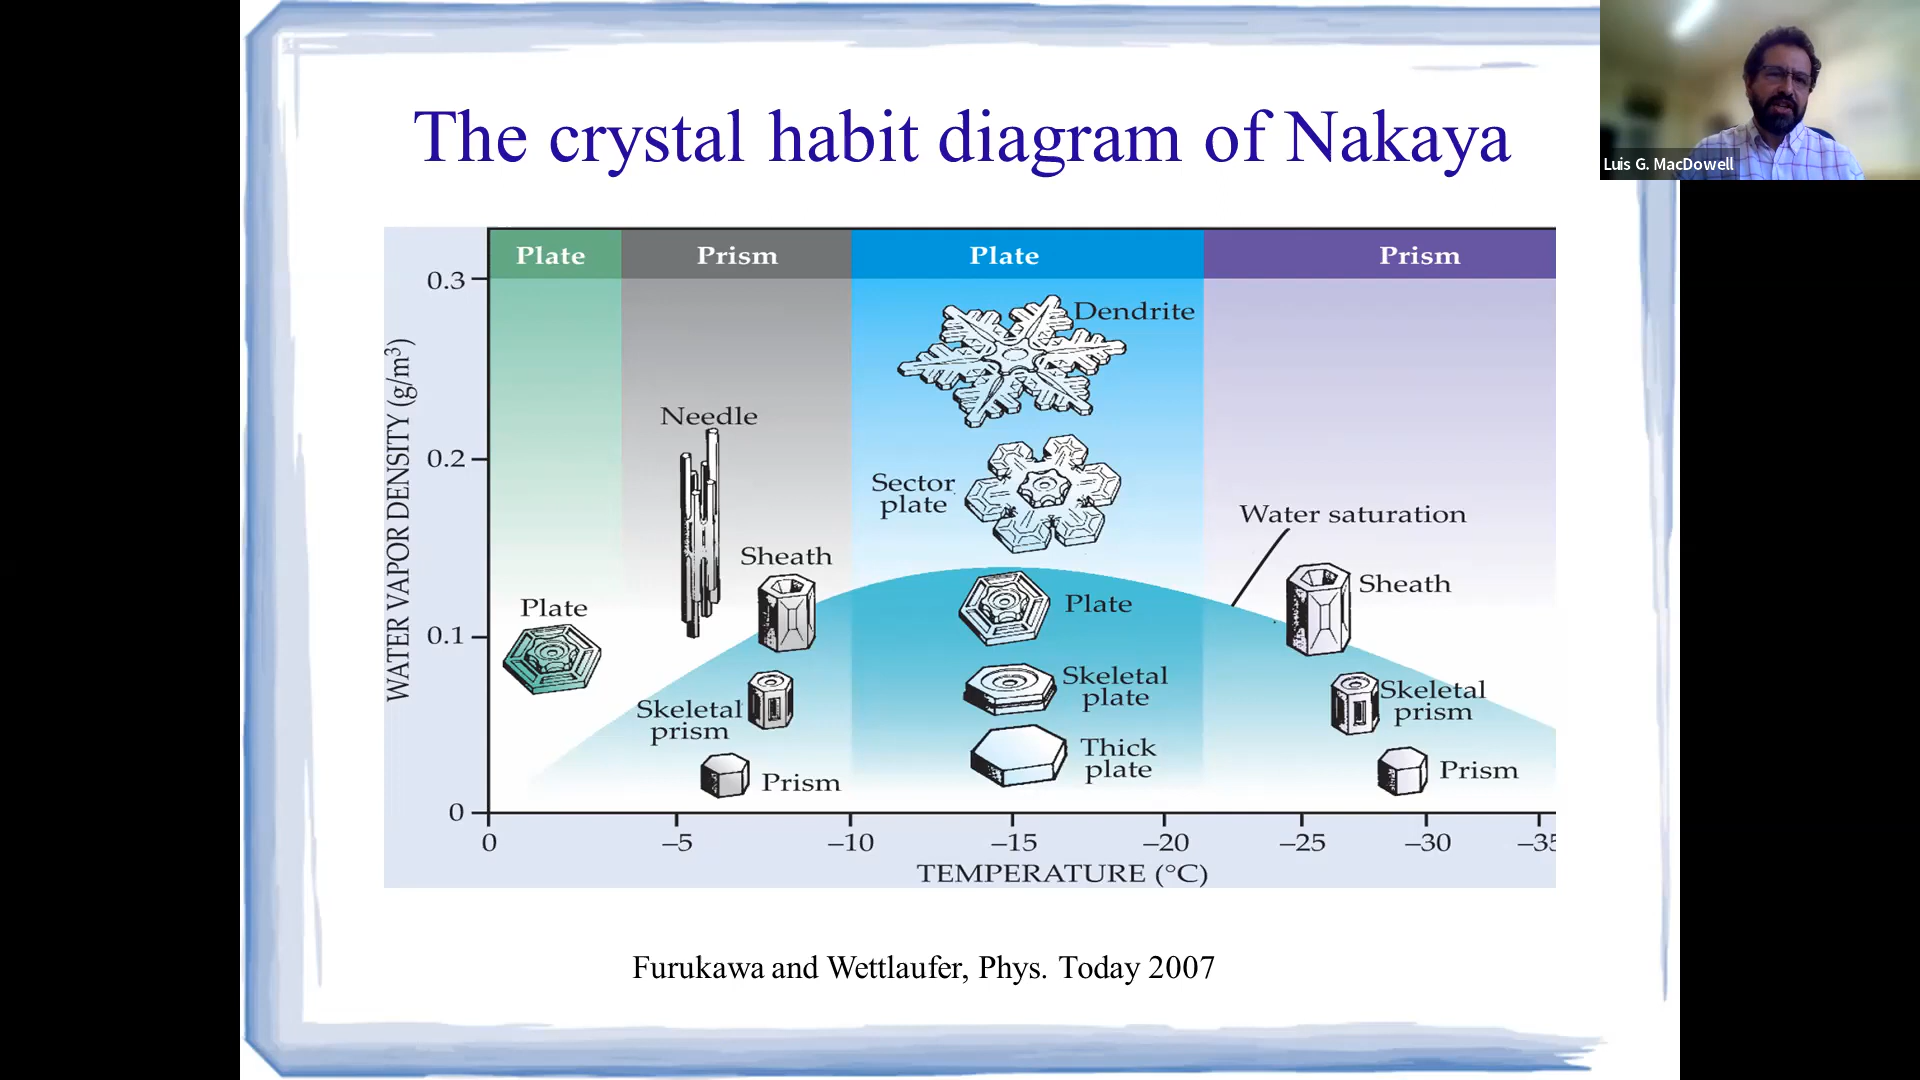 The crystal habit diagram of Nakaya
Luis G. MacDowell
Plate
Prism
Plate
Prism
WATER VAPOR DENSITY (g/m³)
0.3
0.2
0.1
0
Dendrite
Needle
Sector
plate
Water saturation
Sheath
Sheath
Plate
Plate
Skeletal
plate
Skeletal
prism
Skeletal
prism
Thick
plate
Prism
Prism
0
–5
–10
–15
–20
–25
–30
–35
TEMPERATURE (°C)
Furukawa and Wettlaufer, Phys. Today 2007